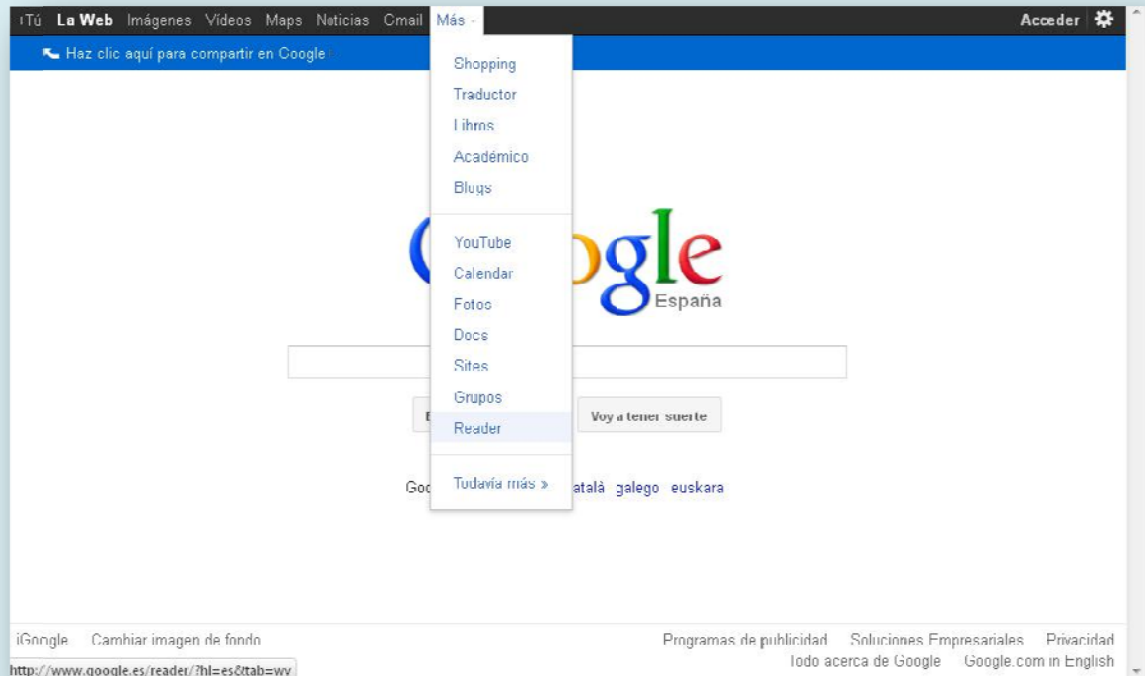 Tú La Web Imágenes Vídeos Maps Noticias Gmail Más Acceder
Haz clic aquí para compartir en Google
Shopping
Traductor
Libros
Académico
Blogs
YouTube
Calendar
Fotos
Docs
Sites
Grupos
Reader
Todavía más »
España
Voy a tener suerte
galego euskara
iGoogle Cambiar imagen de fondo
Programas de publicidad Soluciones Empresariales Privacidad
Todo acerca de Google Google.com in English
http://www.google.es/reader/?hl=es&tab=wy